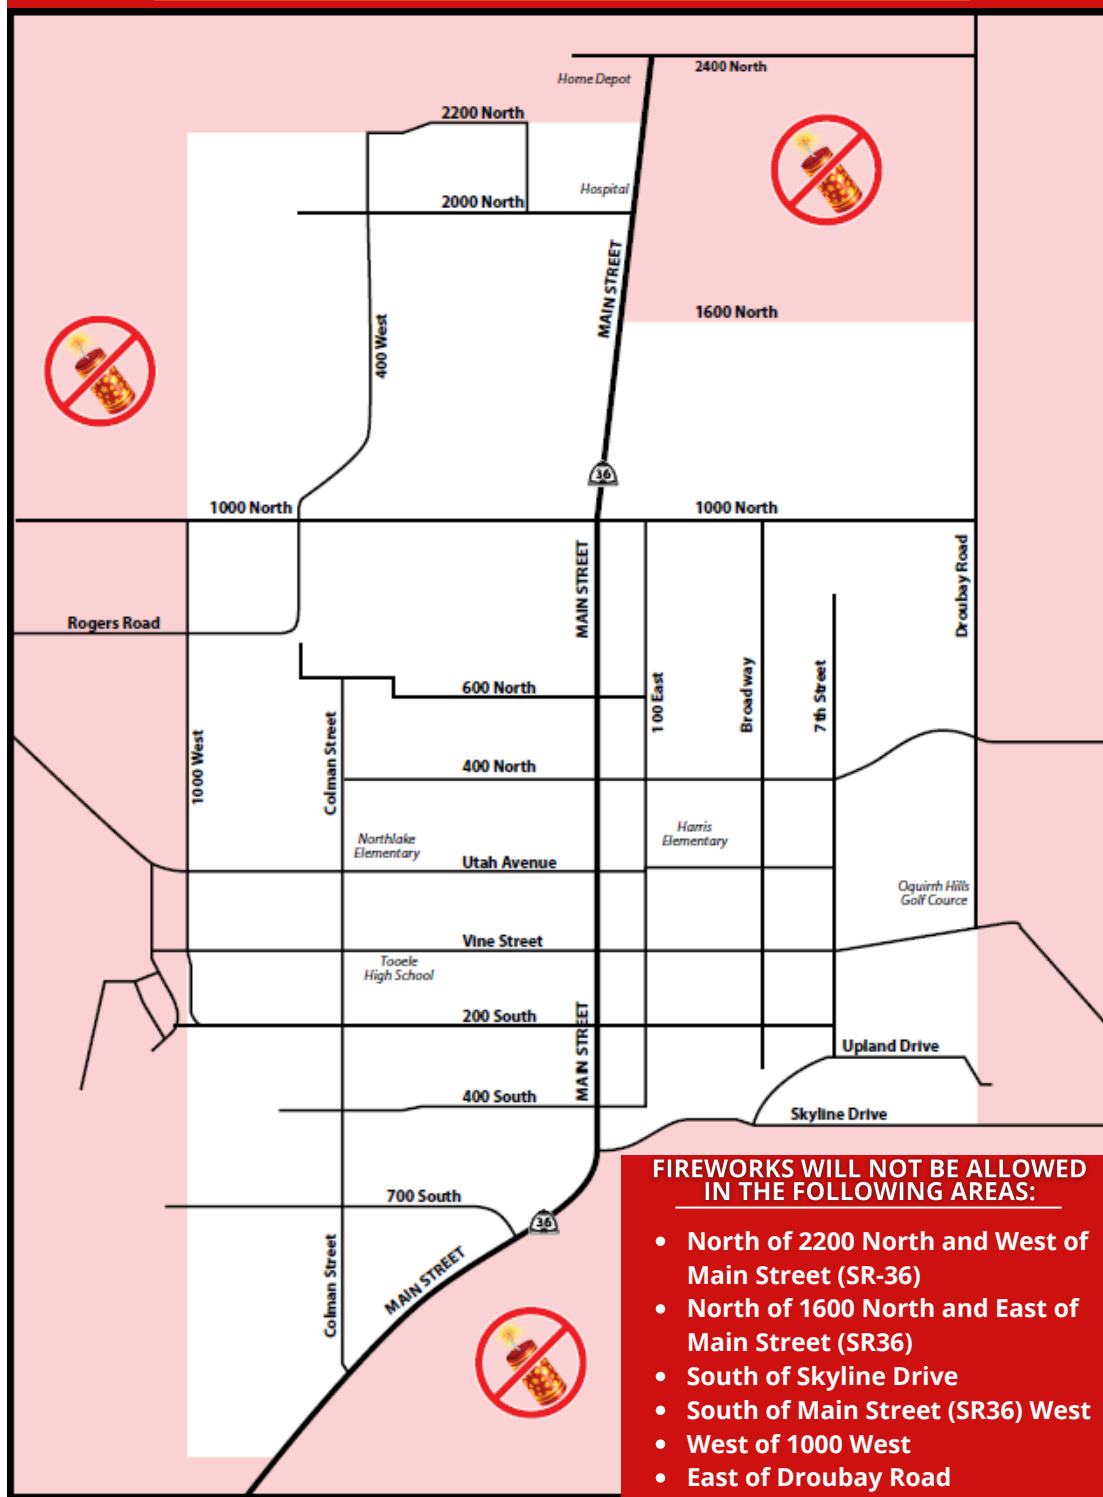 2400 North
Home Depot
2200 North
Hospital
2000 North
MAIN STREET
1600 North
400 West
36
1000 North
1000 North
MAIN STREET
Droubay Road
Rogers Road
600 North
100 East
Broadway
7th Street
Colman Street
1000 West
400 North
Northlake
Elementary
Harris
Elementary
Utah Avenue
Oquirrh Hills
Golf Cource
Vine Street
Tooele
High School
200 South
MAIN STREET
Upland Drive
400 South
Skyline Drive
700 South
36
Colman Street
MAIN STREET
FIREWORKS WILL NOT BE ALLOWED
IN THE FOLLOWING AREAS:
• North of 2200 North and West of
Main Street (SR-36)
• North of 1600 North and East of
Main Street (SR36)
• South of Skyline Drive
• South of Main Street (SR36) West
• West of 1000 West
• East of Droubay Road